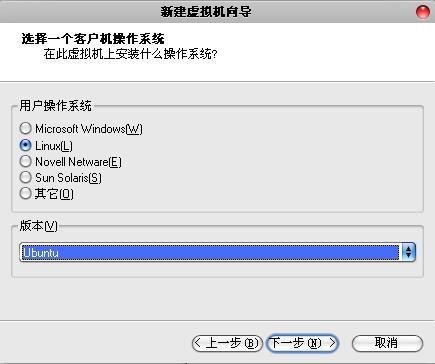 新建虚拟机向导
选择一个客户机操作系统
在此虚拟机上安装什么操作系统?
用户操作系统
Microsoft Windows(W)
Linux(L)
Novell Netware(E)
Sun Solaris(S)
其它(O)
版本(V)
Ubuntu
< 上一步(B) 下一步(N) > 取消